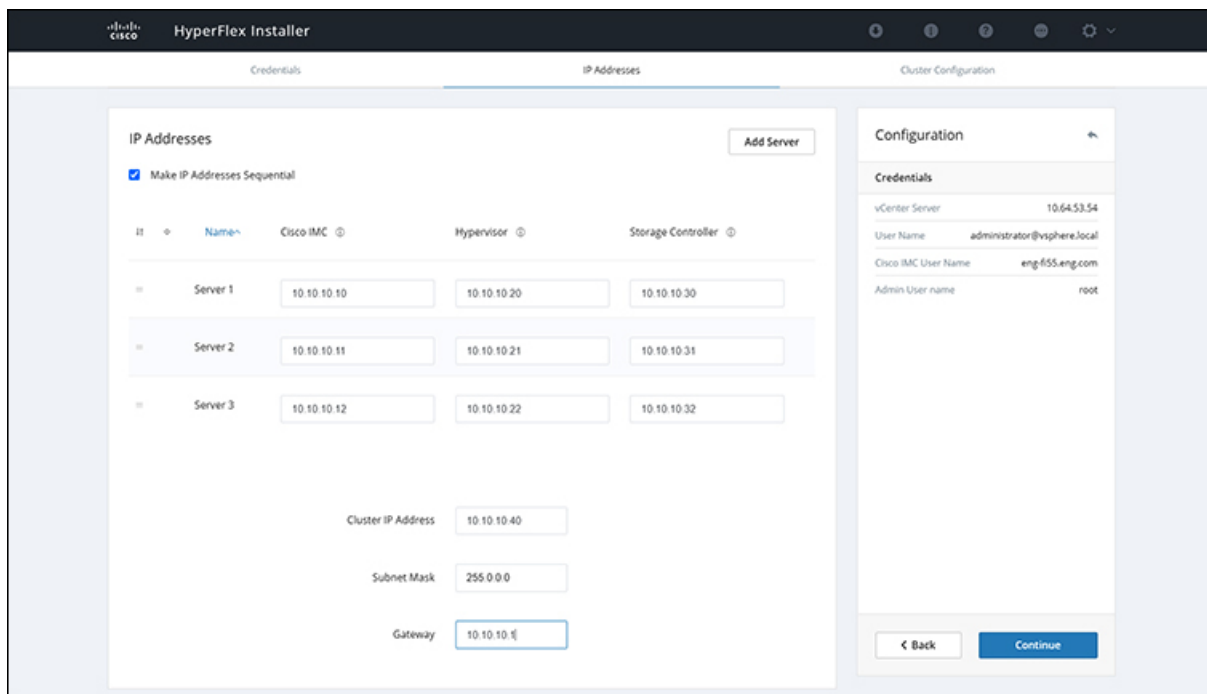 cisco HyperFlex Installer
Credentials IP Addresses Cluster Configuration
IP Addresses Add Server
Make IP Addresses Sequential
Name Cisco IMC Hypervisor Storage Controller
Server 1 10.10.10.10 10.10.10.20 10.10.10.30
Server 2 10.10.10.11 10.10.10.21 10.10.10.31
Server 3 10.10.10.12 10.10.10.22 10.10.10.32
Cluster IP Address 10.10.10.40
Subnet Mask 255.0.0.0
Gateway 10.10.10.1
Configuration
Credentials
vCenter Server 10.64.53.54
User Name administrator@vsphere.local
Cisco IMC User Name eng-fi55.eng.com
Admin User name root
< Back Continue